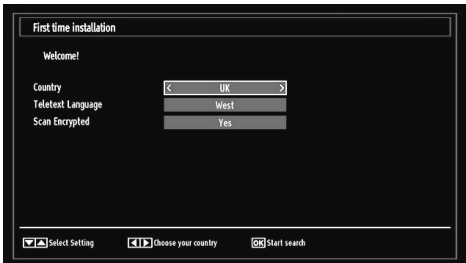 First time installation
Welcome!
Country < UK >
Teletext Language West
Scan Encrypted Yes
▼▲ Select Setting ◀▶ Choose your country OK Start search